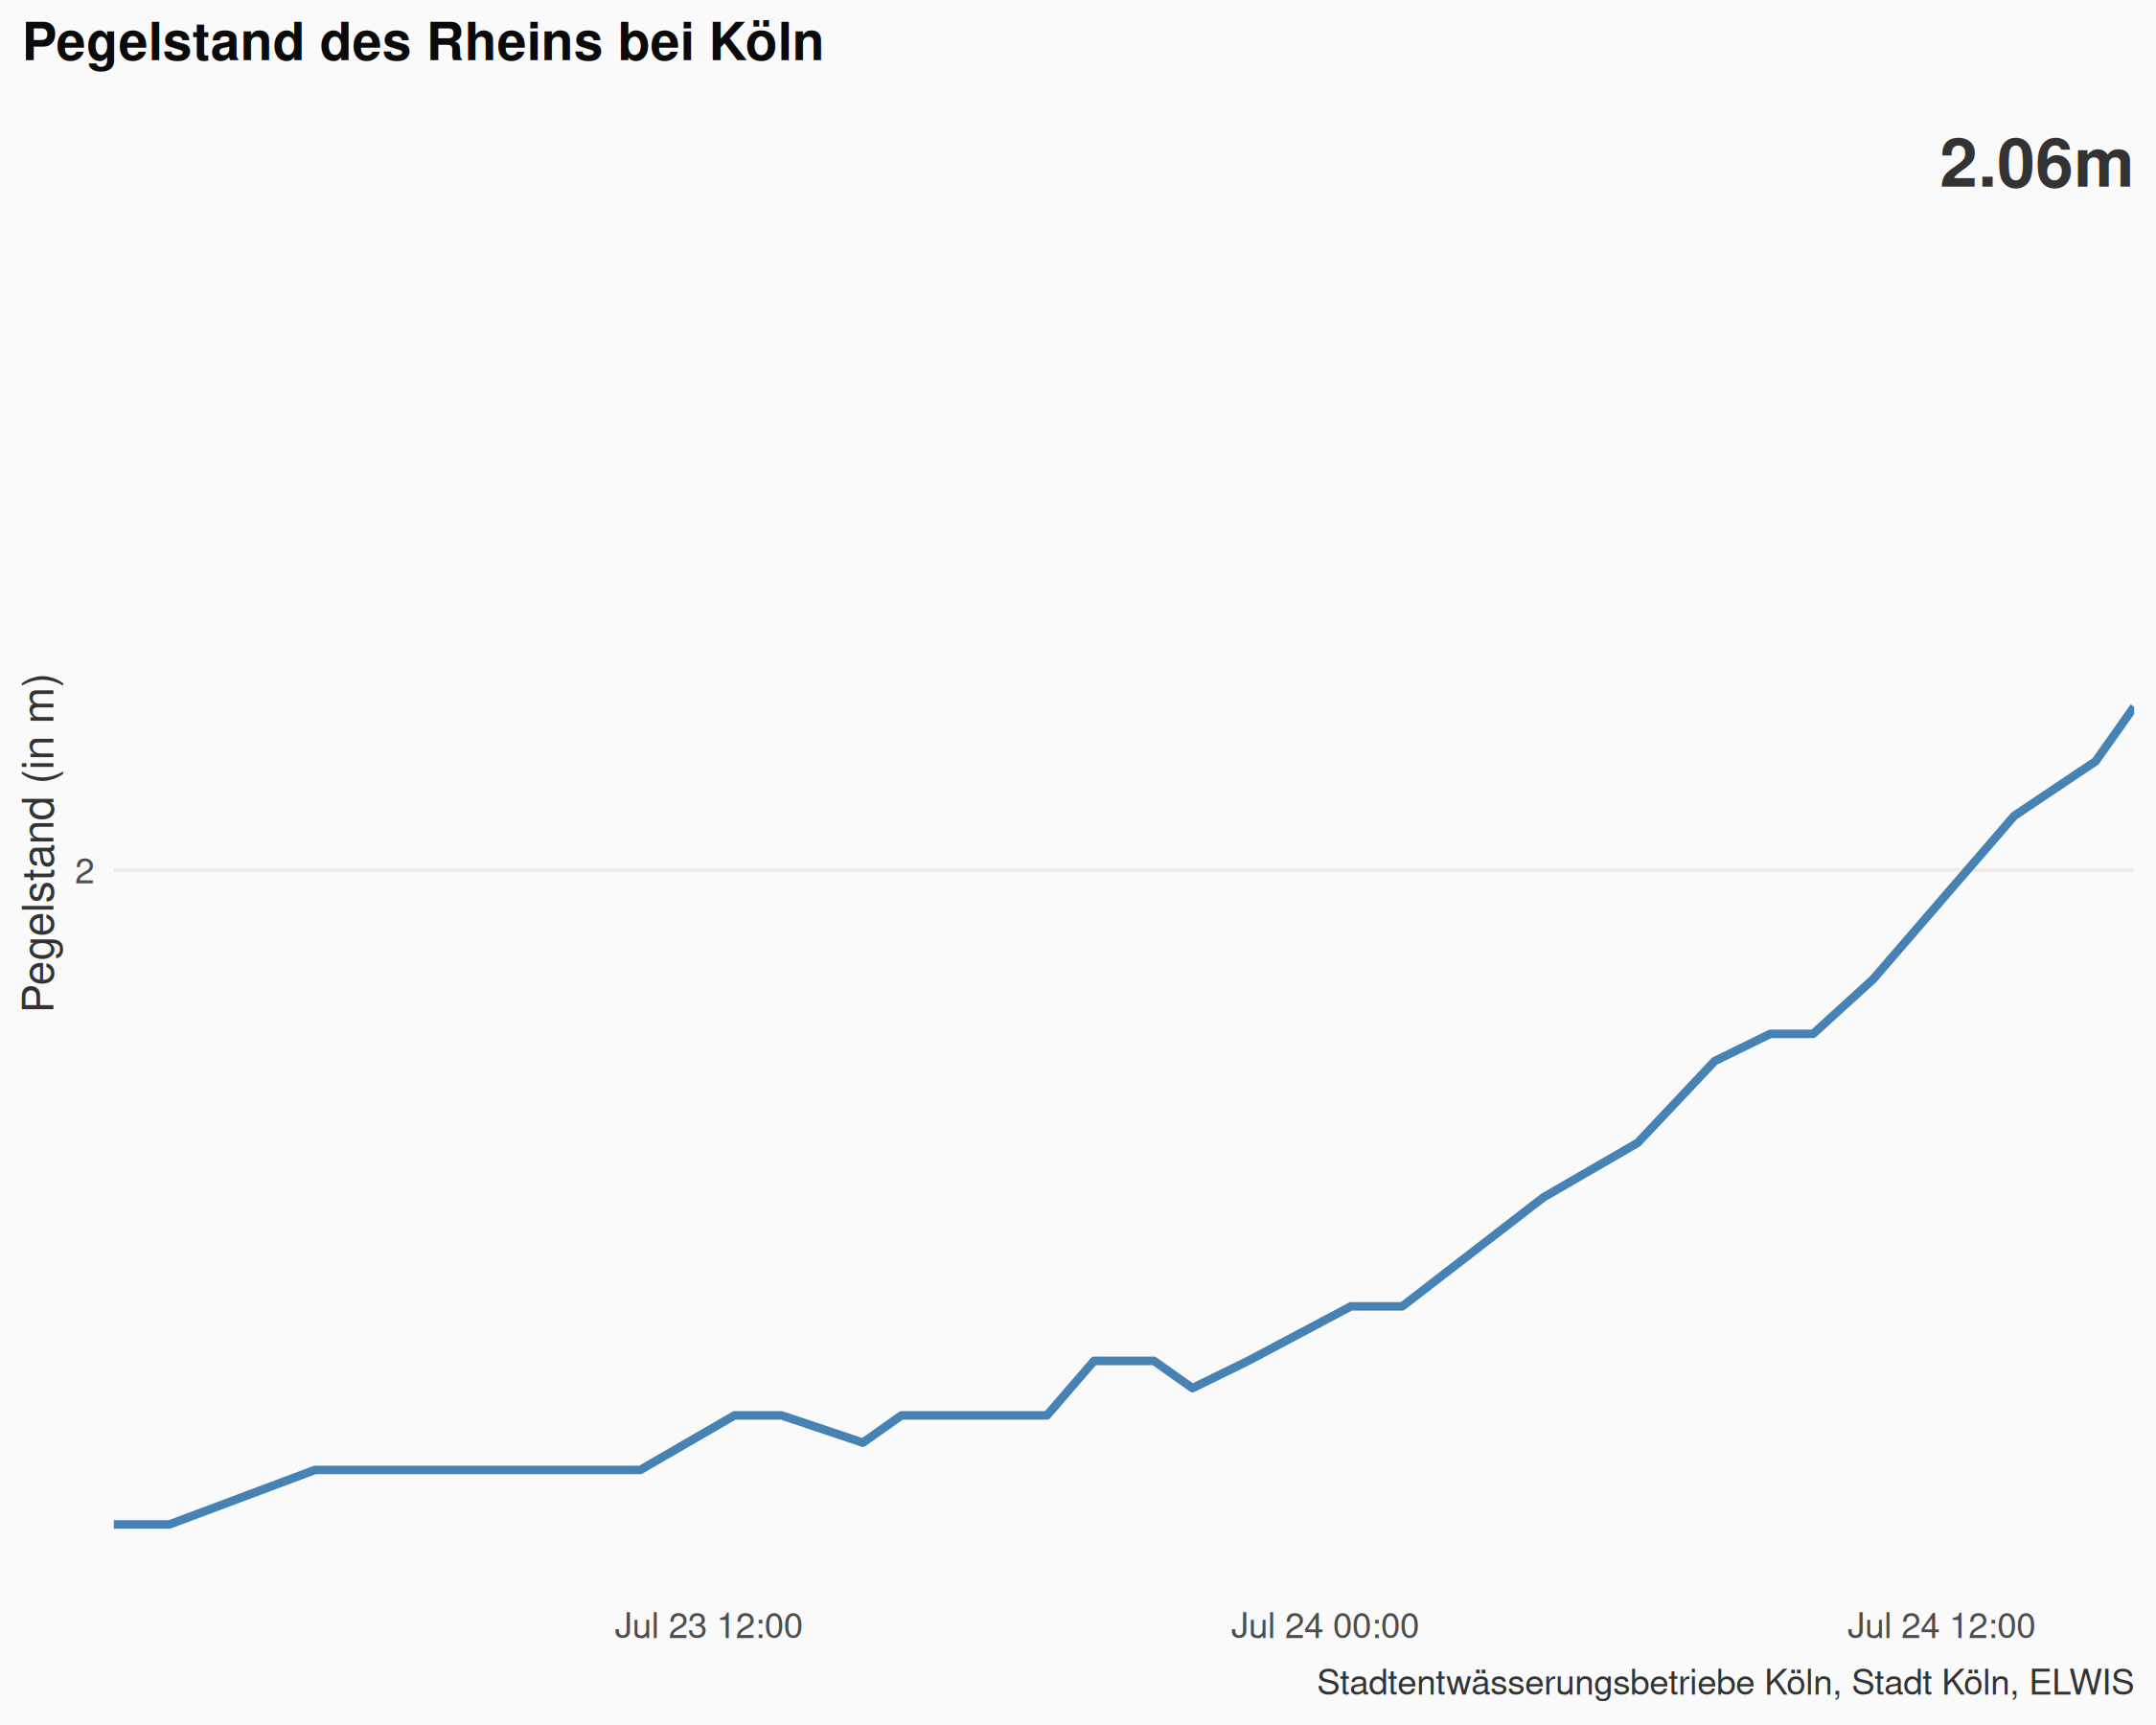 Pegelstand des Rheins bei Köln
2.06m
Pegelstand (in m)
2
Jul 23 12:00
Jul 24 00:00
Jul 24 12:00
Stadtentwässerungsbetriebe Köln, Stadt Köln, ELWIS